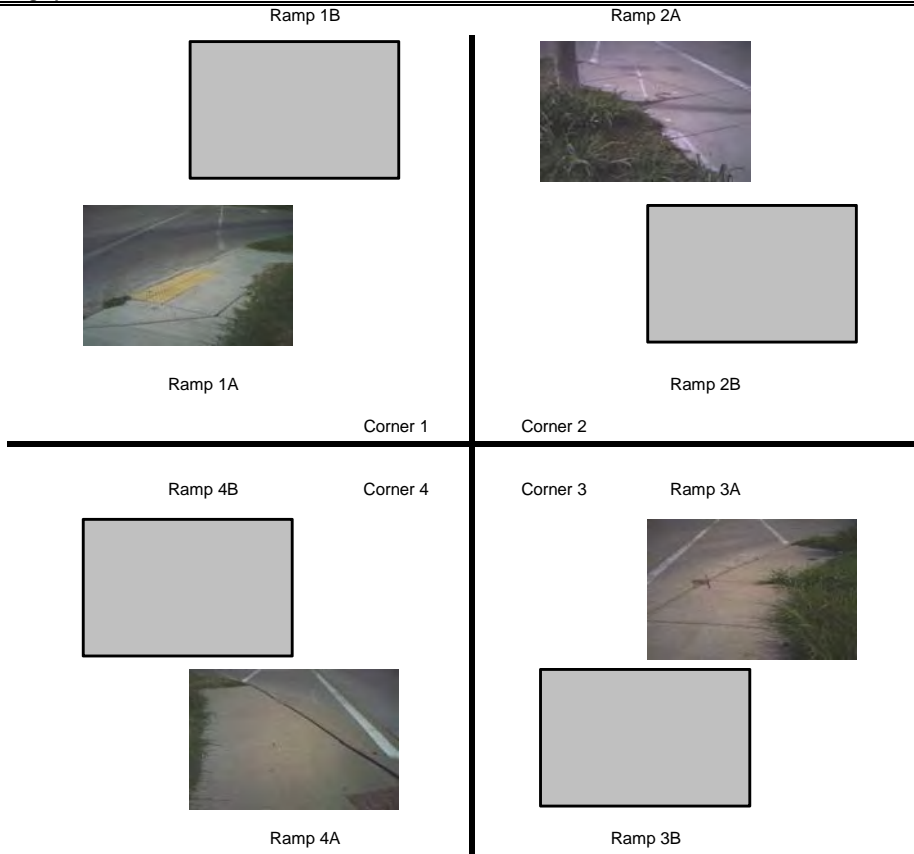 Ramp 1B
Ramp 2A
Ramp 1A
Ramp 2B
Corner 1
Corner 2
Ramp 4B
Corner 4
Corner 3
Ramp 3A
Ramp 4A
Ramp 3B